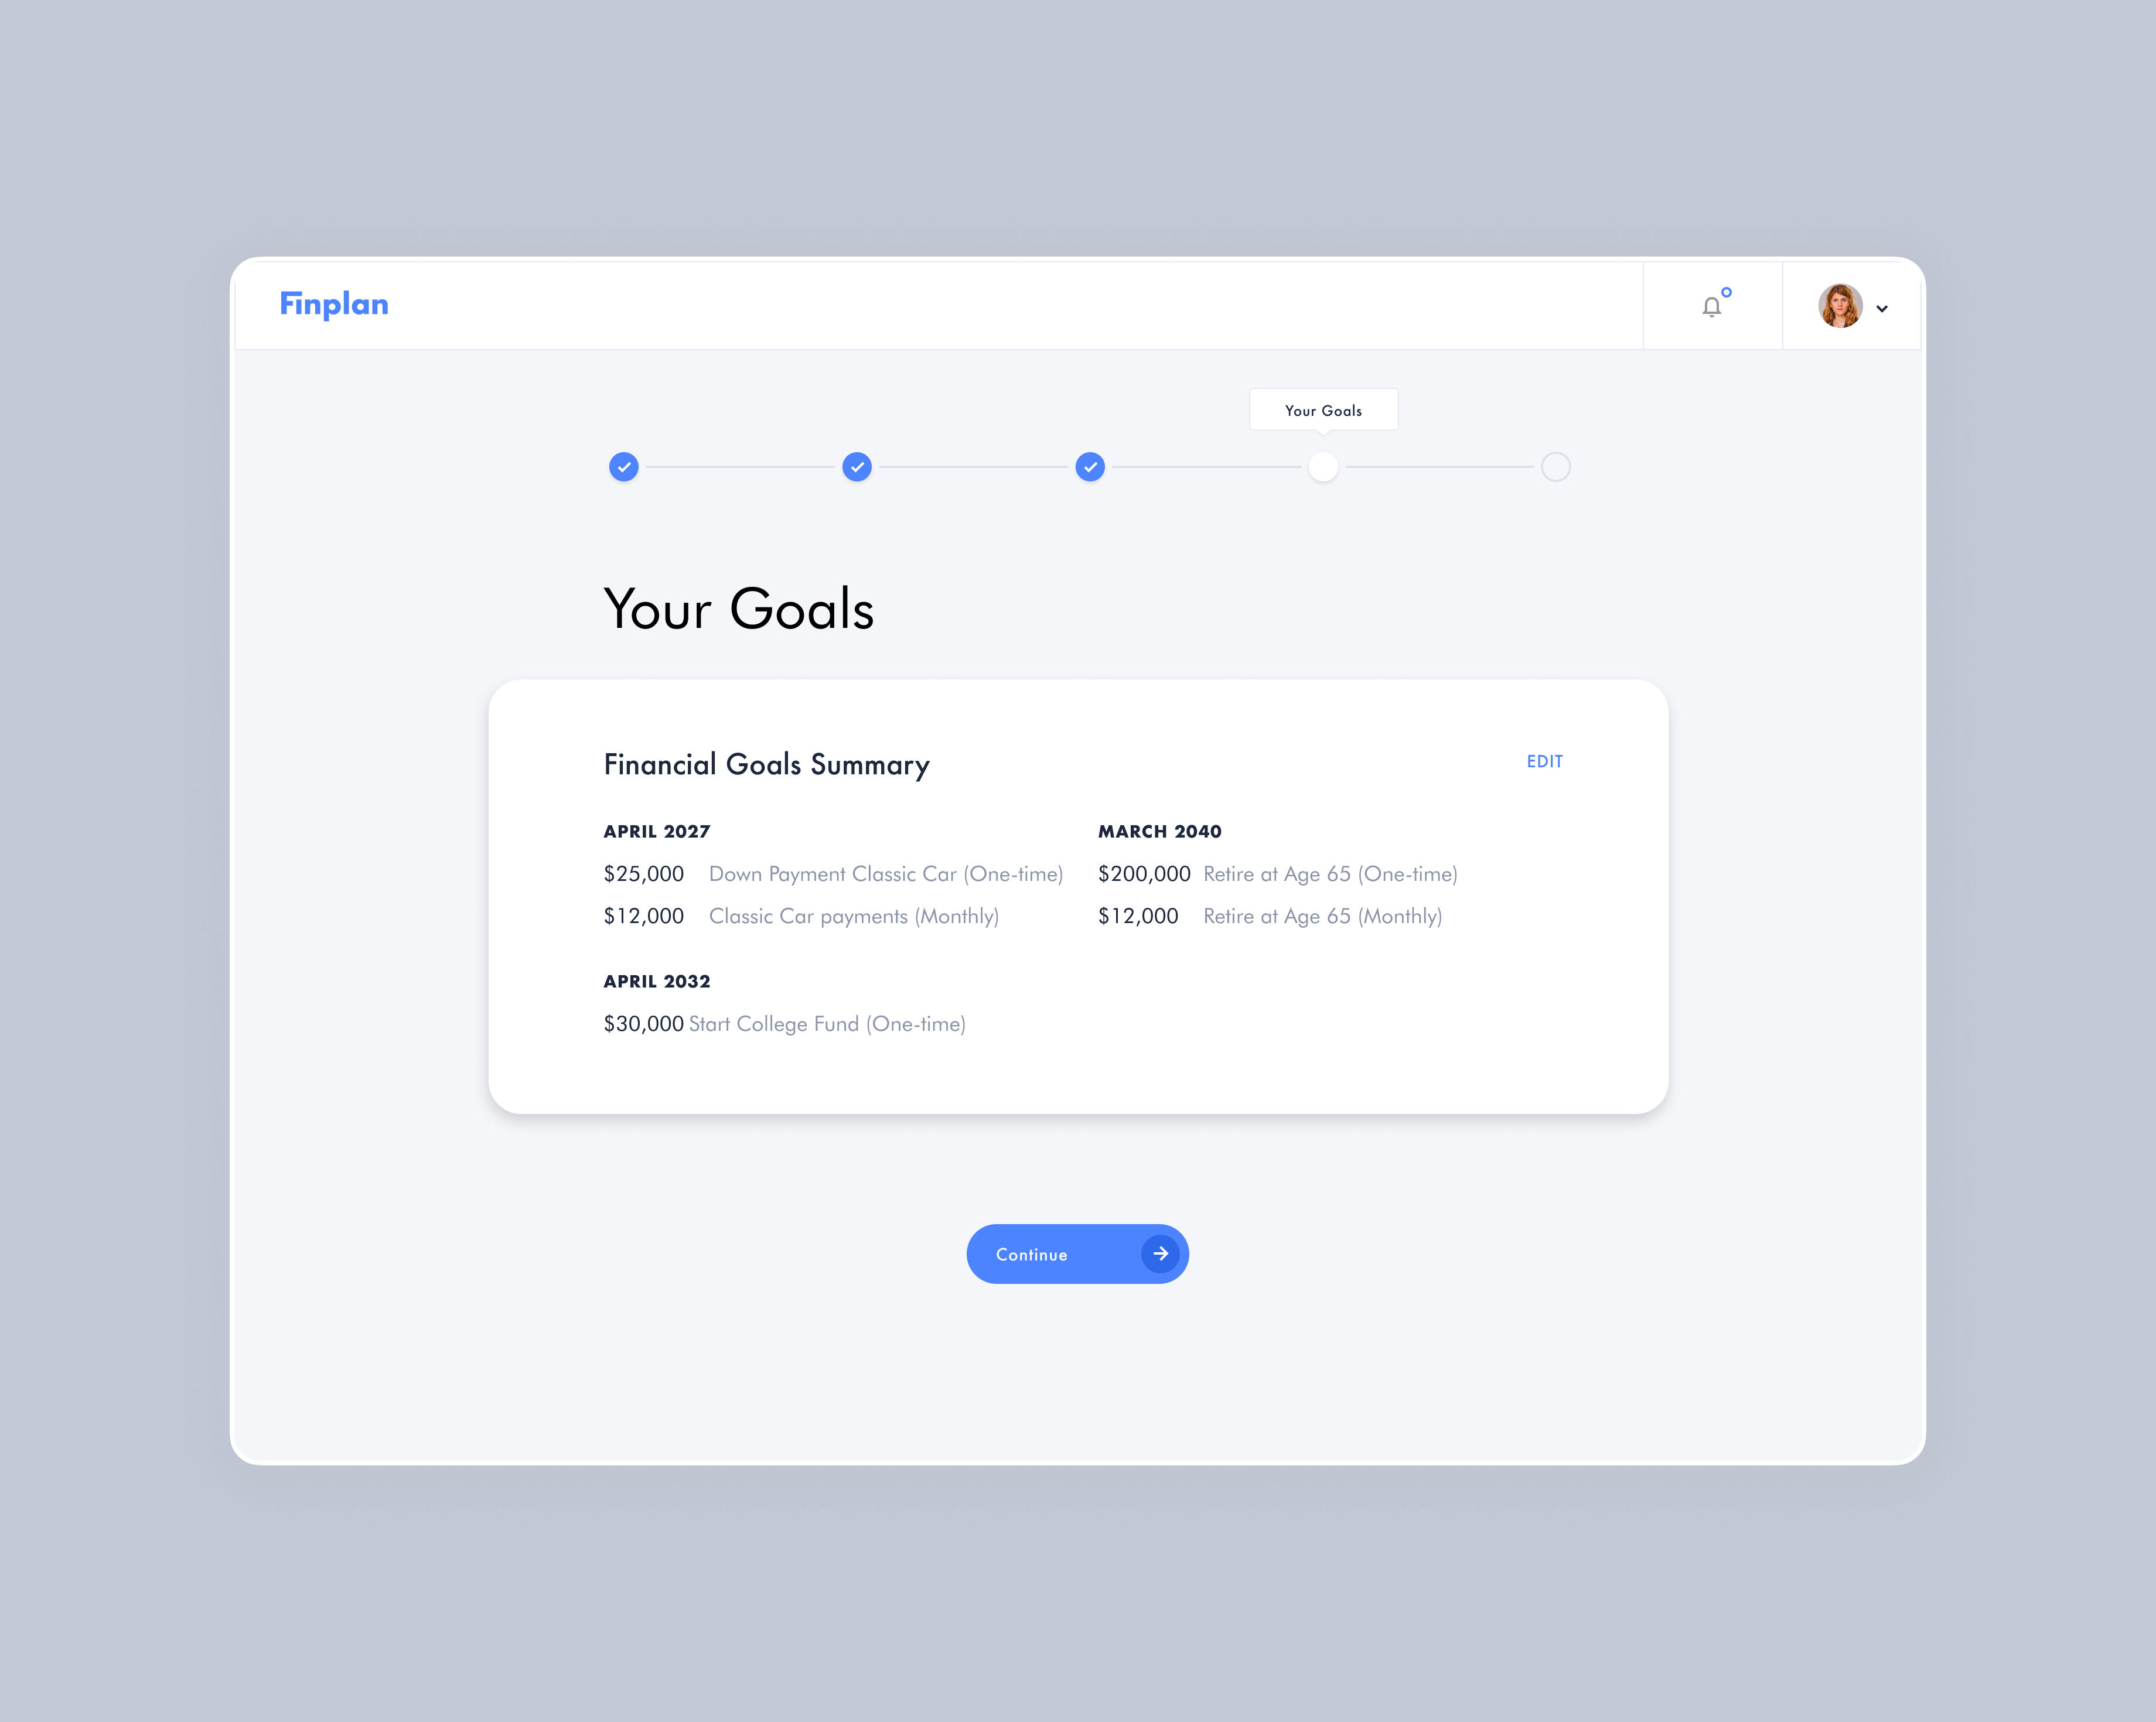 Finplan
Your Goals
Your Goals
Financial Goals Summary
EDIT
APRIL 2027
$25,000 Down Payment Classic Car (One-time)
$12,000 Classic Car payments (Monthly)
APRIL 2032
$30,000 Start College Fund (One-time)
MARCH 2040
$200,000 Retire at Age 65 (One-time)
$12,000 Retire at Age 65 (Monthly)
Continue